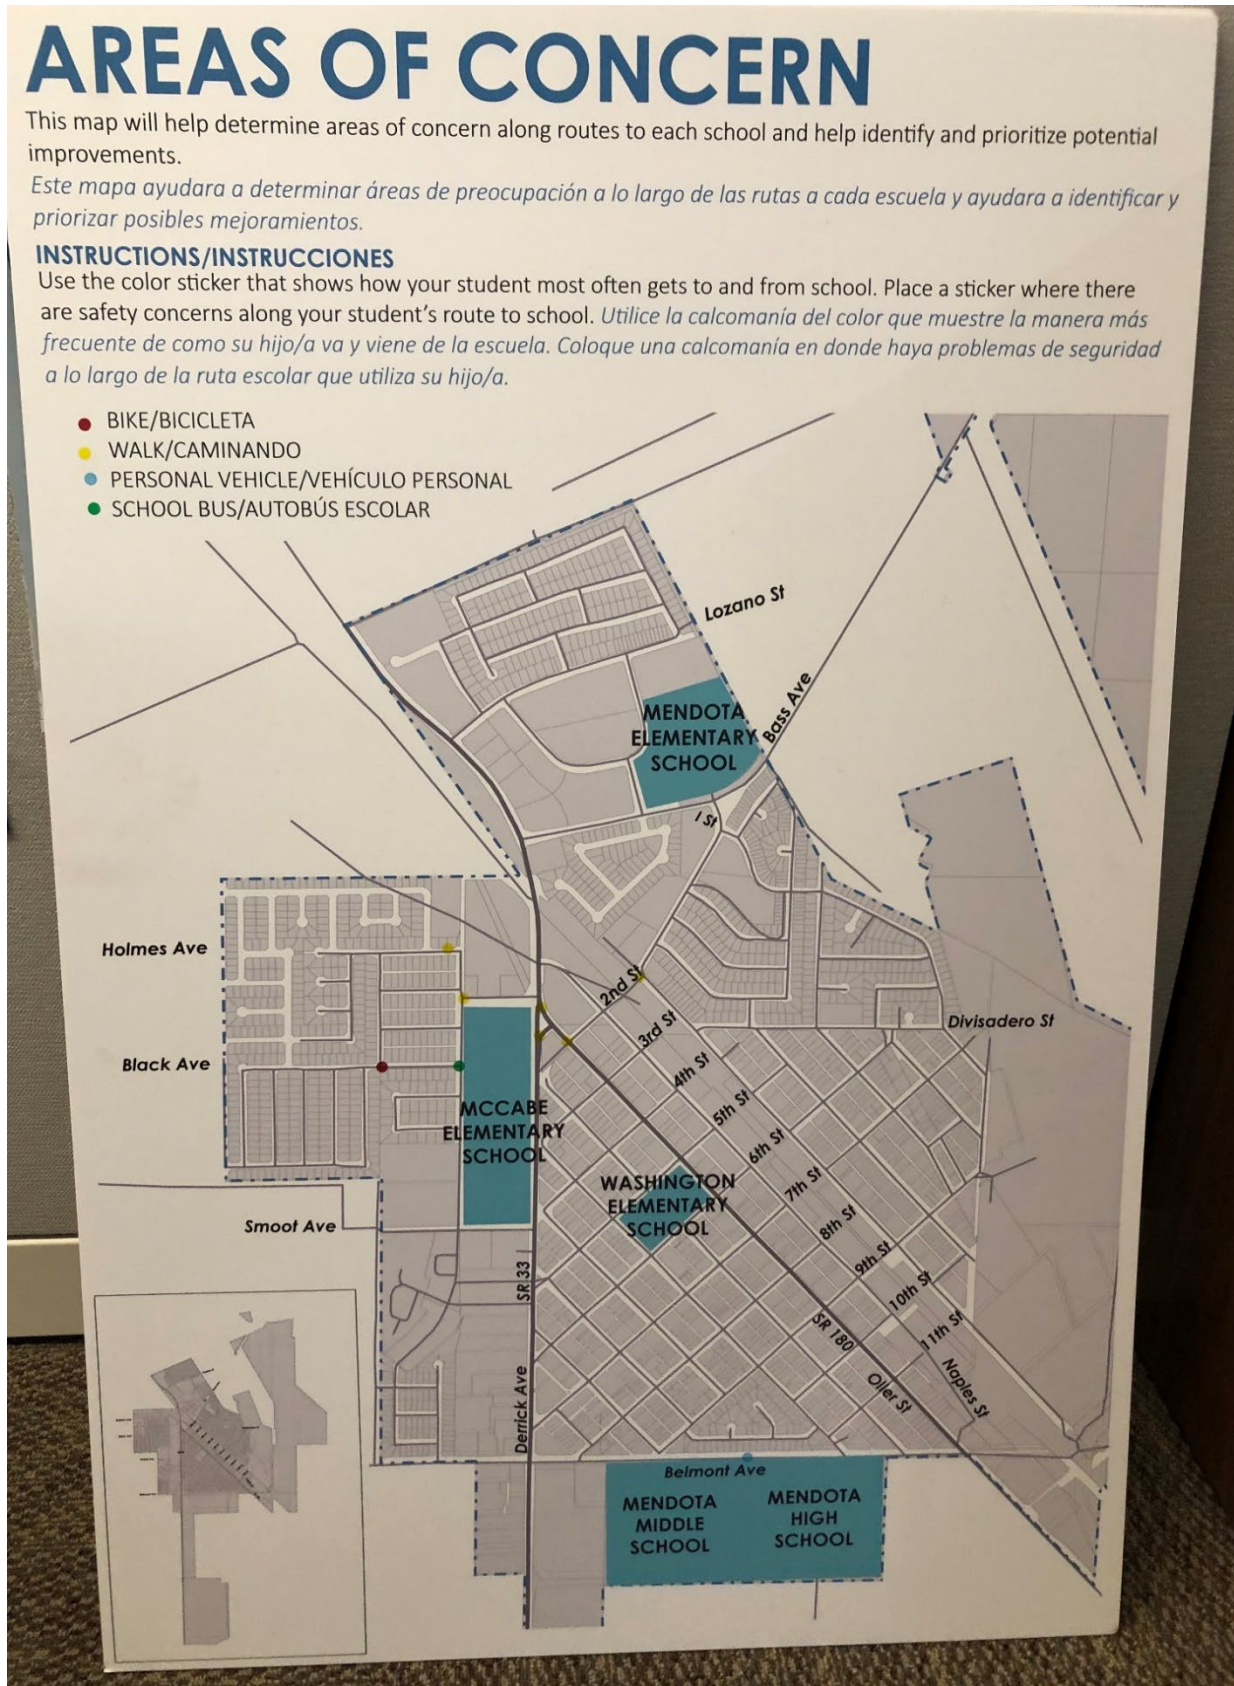 AREAS OF CONCERN
This map will help determine areas of concern along routes to each school and help identify and prioritize potential
improvements.
Este mapa ayudara a determinar áreas de preocupación a lo largo de las rutas a cada escuela y ayudara a identificar y
priorizar posibles mejoramientos.
INSTRUCTIONS/INSTRUCCIONES
Use the color sticker that shows how your student most often gets to and from school. Place a sticker where there
are safety concerns along your student's route to school. Utilice la calcomanía del color que muestre la manera más
frecuente de como su hijo/a va y viene de la escuela. Coloque una calcomanía en donde haya problemas de seguridad
a lo largo de la ruta escolar que utiliza su hijo/a.
BIKE/BICICLETA
WALK/CAMINANDO
PERSONAL VEHICLE/VEHÍCULO PERSONAL
SCHOOL BUS/AUTOBÚS ESCOLAR
Lozano St
Bass Ave
MENDOTA
ELEMENTARY
SCHOOL
I St
Holmes Ave
2nd St
3rd St
Divisadero St
Black Ave
4th St
5th St
6th St
7th St
8th St
9th St
10th St
11th St
MCCABE
ELEMENTARY
SCHOOL
WASHINGTON
ELEMENTARY
SCHOOL
Smoot Ave
SR 33
SR 180
Naples St
Oller St
Derrick Ave
Belmont Ave
MENDOTA
MIDDLE
SCHOOL
MENDOTA
HIGH
SCHOOL